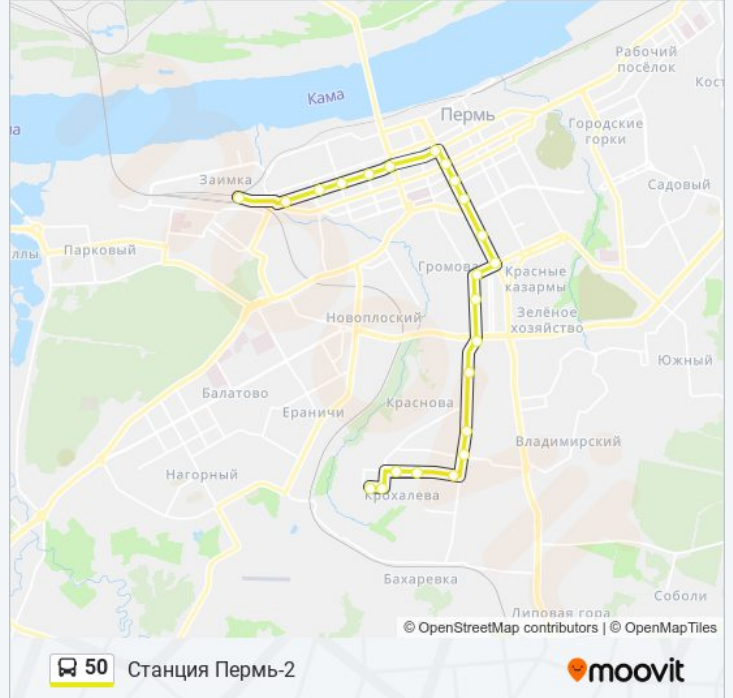 Рабочий
посёлок
Кост
Кама
Пермь
Городские
горки
а
Заимка
Садовый
ллы
Парковый
Громова
Красные
казармы
Зелёное
хозяйство
Новоплоский
Южный
Балатово
Краснова
Ераничи
Владимирский
Нагорный
Крохалева
Бахаревка
Соболи
Липовая гора
© OpenStreetMap contributors | © OpenMapTiles
50 Станция Пермь-2
moovit